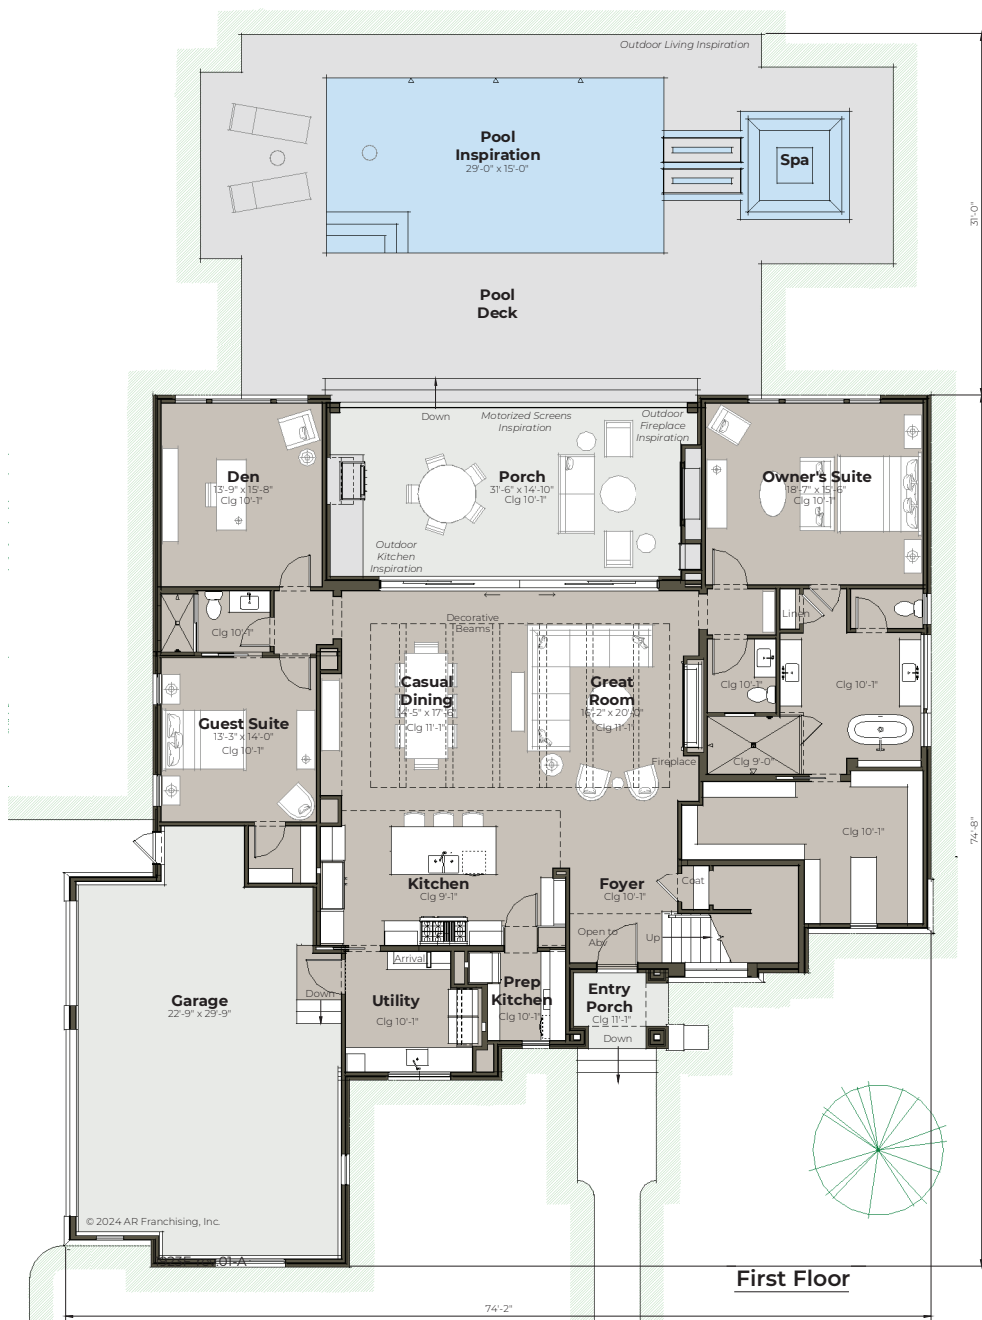 Outdoor Living Inspiration
Pool
Inspiration
29'-0" x 15'-0"
Spa
31'-0"
Pool
Deck
Down
Motorized Screens
Inspiration
Outdoor
Fireplace
Inspiration
Den
13'-9" x 15'-8"
Clg 10'-1"
Porch
31'-6" x 14'-10"
Clg 10'-1"
Owner's Suite
18'-7" x 15'-6"
Clg 10'-1"
Outdoor
Kitchen
Inspiration
Clg 10'-1"
Decorative
Beams
Linen
Casual
Dining
Clg 11'-1"
Great
Room
Clg 11'-1"
Clg 10'-1"
Clg 10'-1"
Guest Suite
13'-3" x 14'-0"
Clg 10'-1"
Fireplace
Clg 9'-0"
74'-8"
Clg 10'-1"
Kitchen
Clg 9'-1"
Foyer
Clg 10'-1"
Coat
Open to
Abv
Up
Arrival
Down
Garage
22'-9" x 29'-9"
Utility
Clg 10'-1"
Prep
Kitchen
Clg 10'-1"
Entry
Porch
Clg 11'-1"
Down
© 2024 AR Franchising, Inc.
First Floor
74'-2"